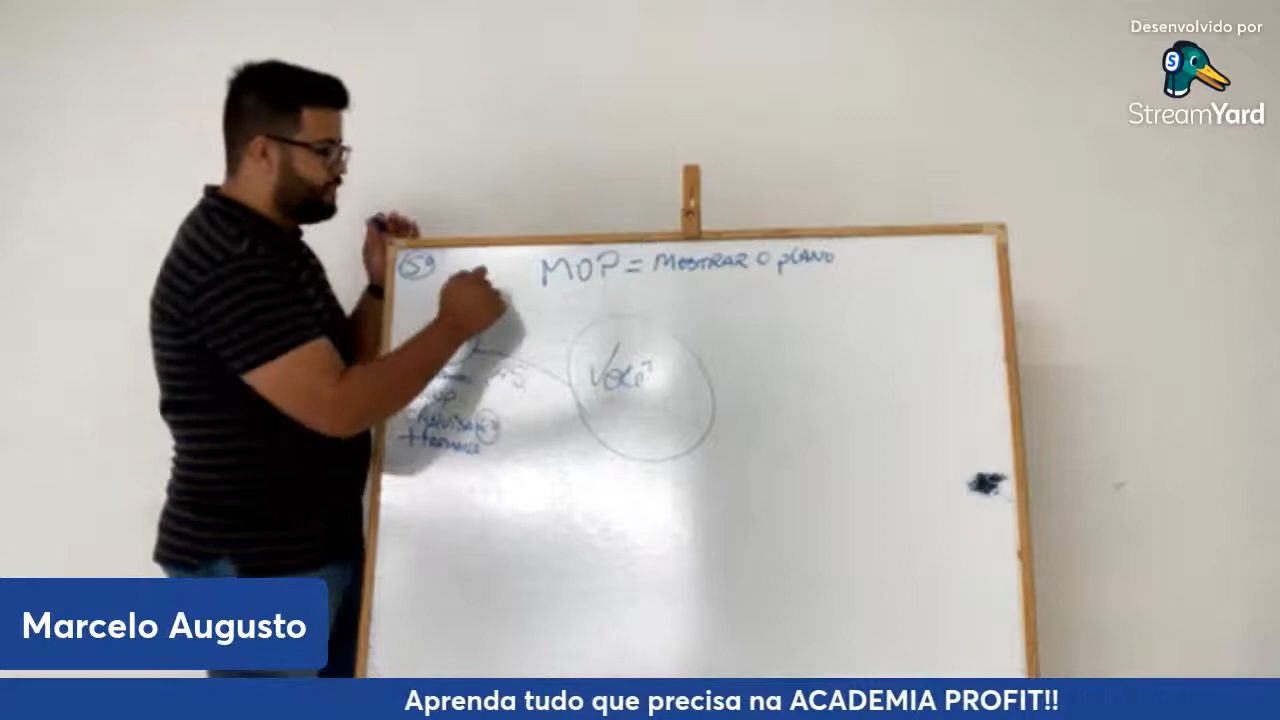 Desenvolvido por
StreamYard
5º
MOP = MOSTRAR O PLANO
VOCÊ
Marcelo Augusto
Aprenda tudo que precisa na ACADEMIA PROFIT!!